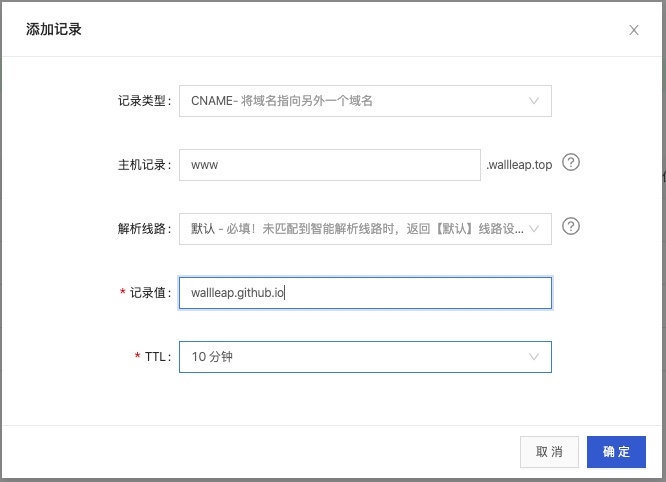 添加记录
记录类型: CNAME- 将域名指向另外一个域名
主机记录: www .wallleap.top
解析线路: 默认 - 必填！未匹配到智能解析线路时，返回【默认】线路设...
* 记录值: wallleap.github.io
* TTL: 10 分钟
取 消 确 定